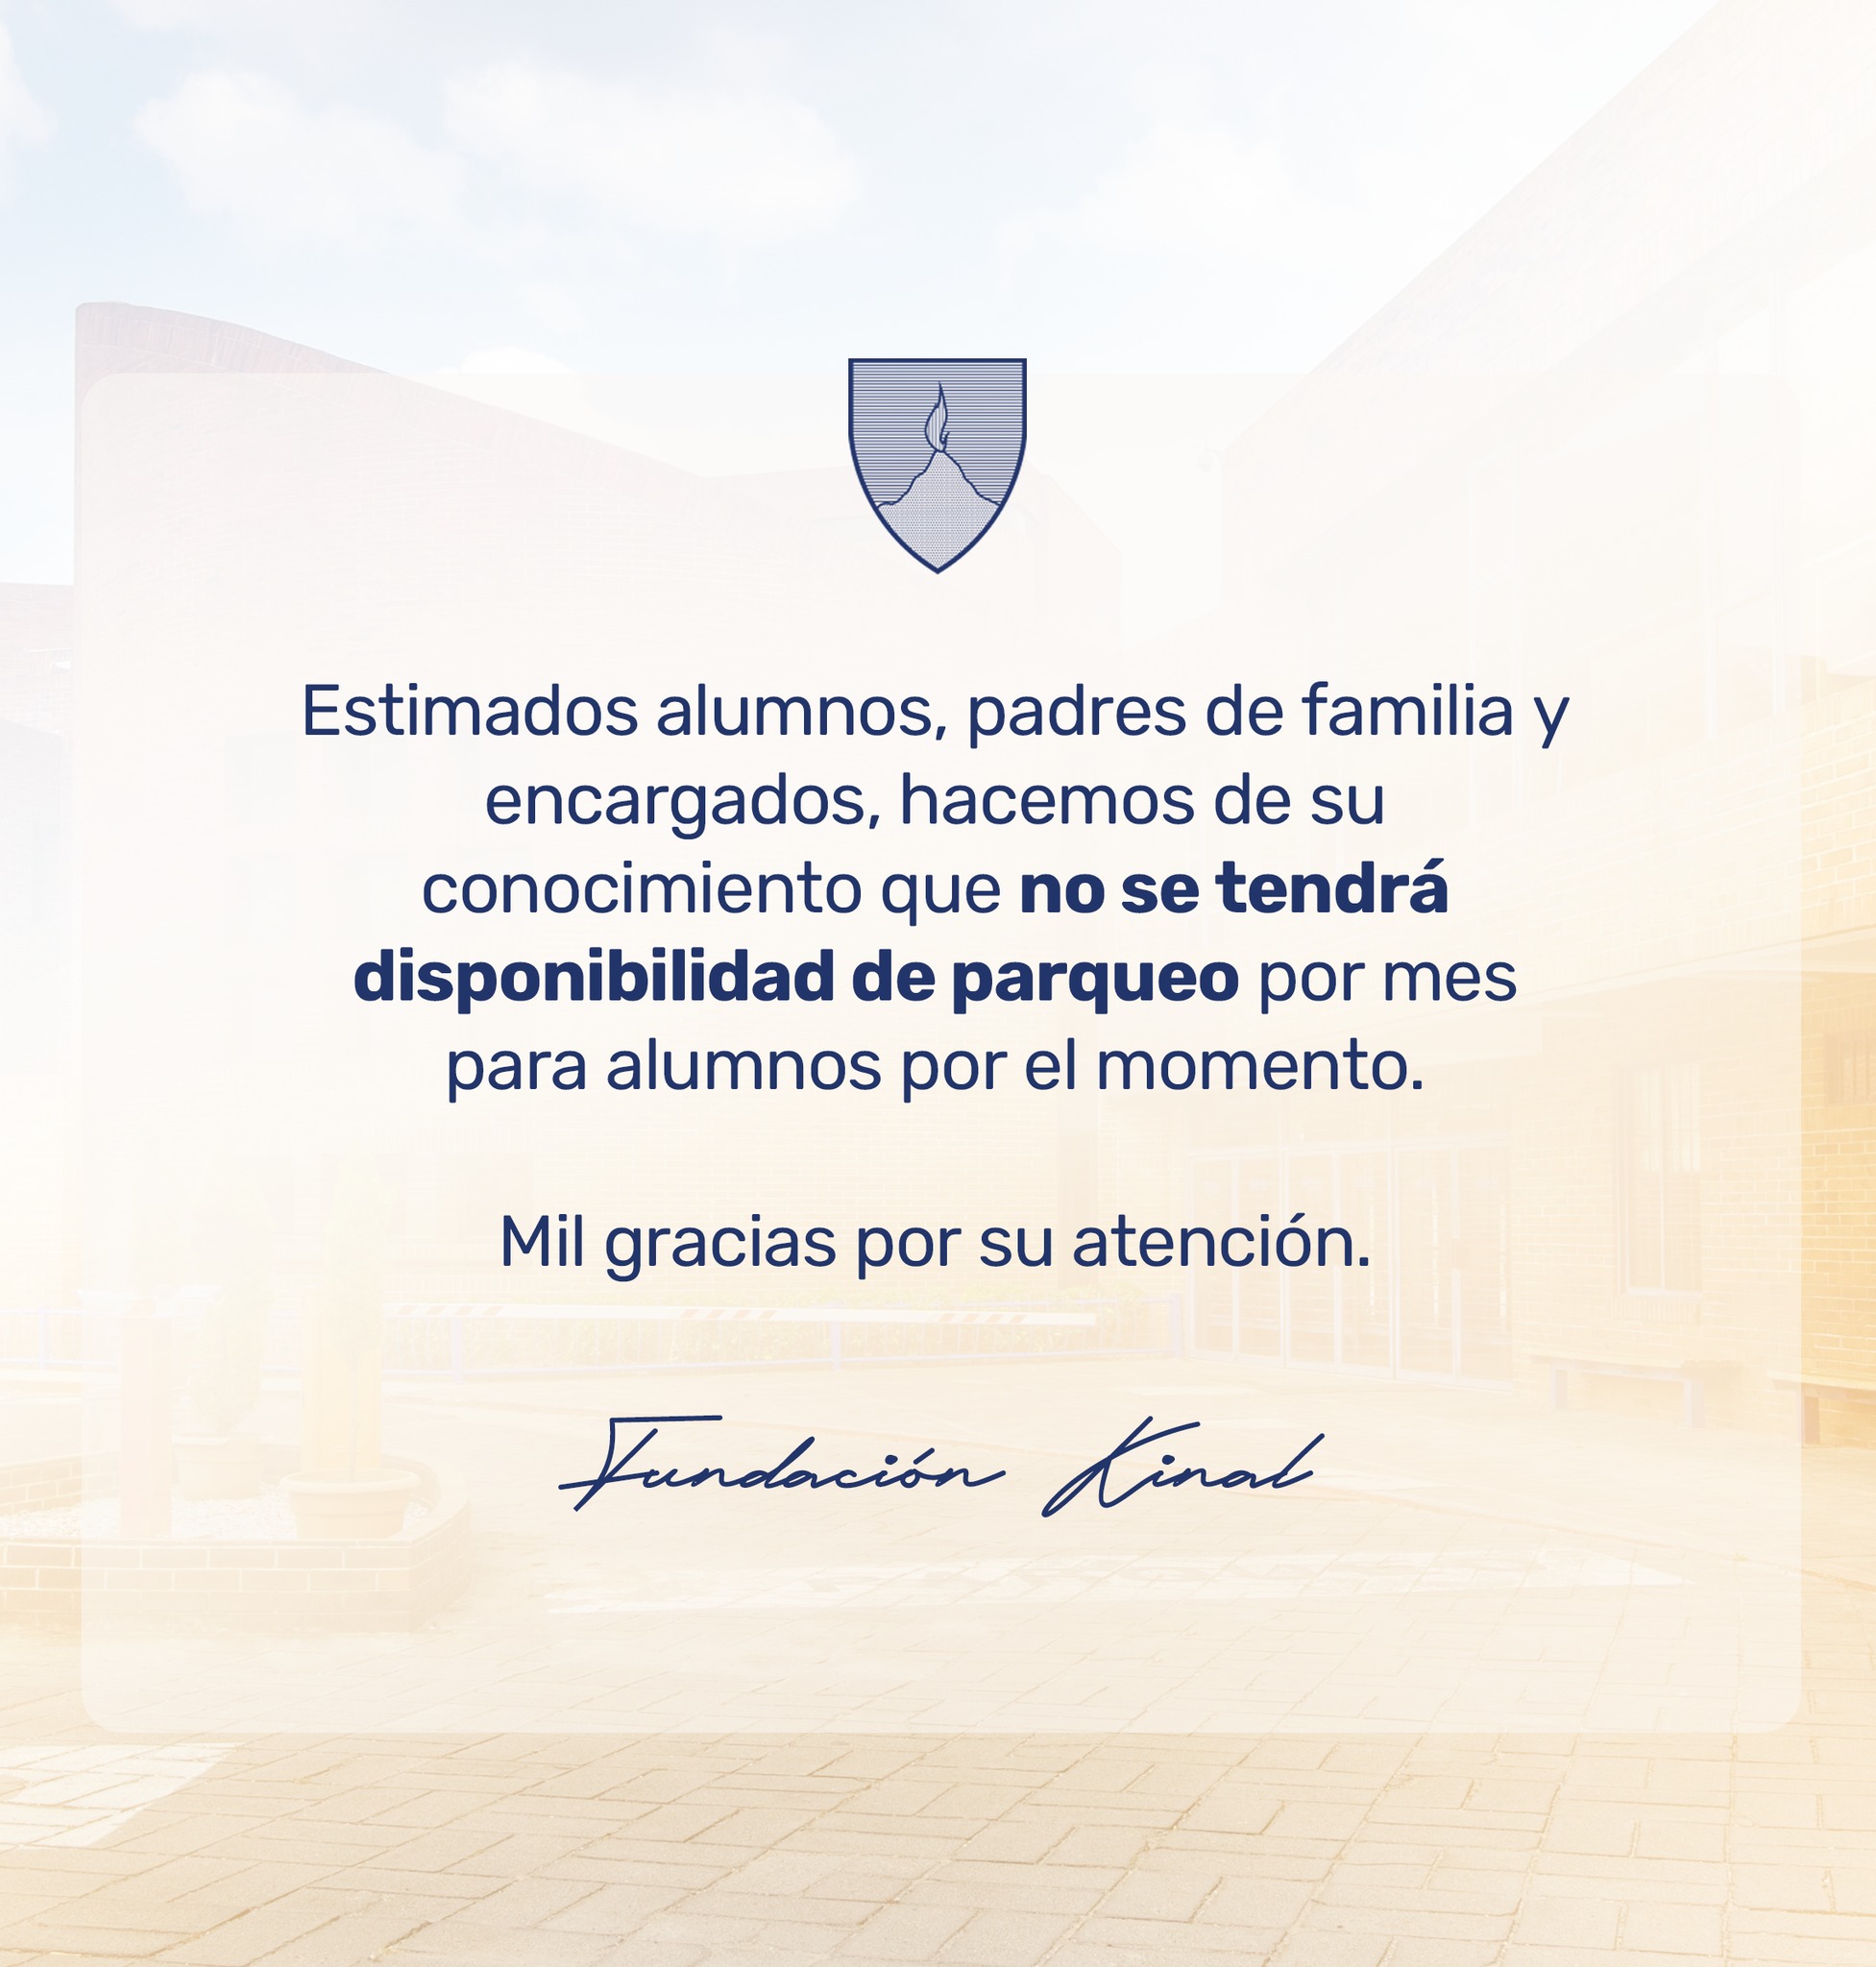 Estimados alumnos, padres de familia y
encargados, hacemos de su
conocimiento que no se tendrá
disponibilidad de parqueo por mes
para alumnos por el momento.
Mil gracias por su atención.
Fundación Kinal